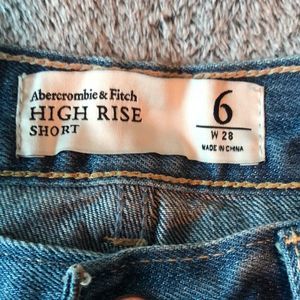 Abercrombie & Fitch
HIGH RISE
SHORT
6
W 28
MADE IN CHINA